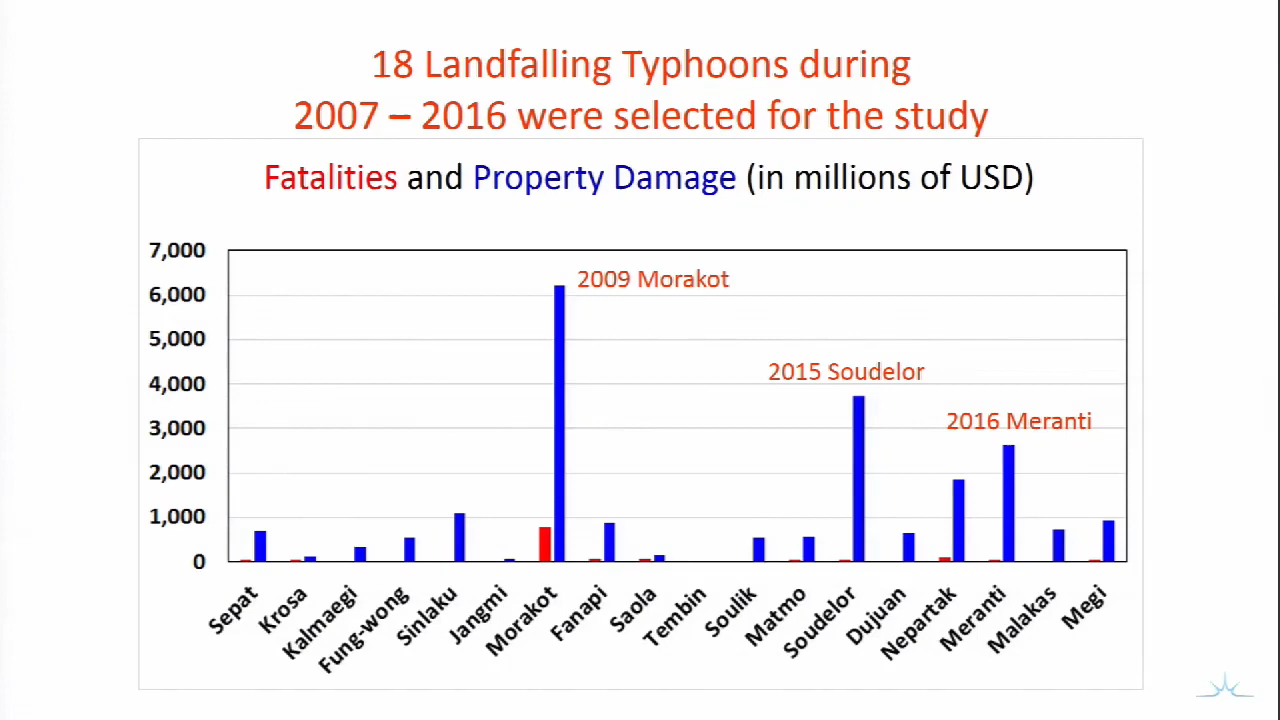 18 Landfalling Typhoons during
2007 – 2016 were selected for the study
Fatalities and Property Damage (in millions of USD)
7,000
6,000
5,000
4,000
3,000
2,000
1,000
0
2009 Morakot
2015 Soudelor
2016 Meranti
Sepat
Krosa
Kalmaegi
Fung-wong
Sinlaku
Jangmi
Morakot
Fanapi
Saola
Tembin
Soulik
Matmo
Soudelor
Dujuan
Nepartak
Meranti
Malakas
Megi